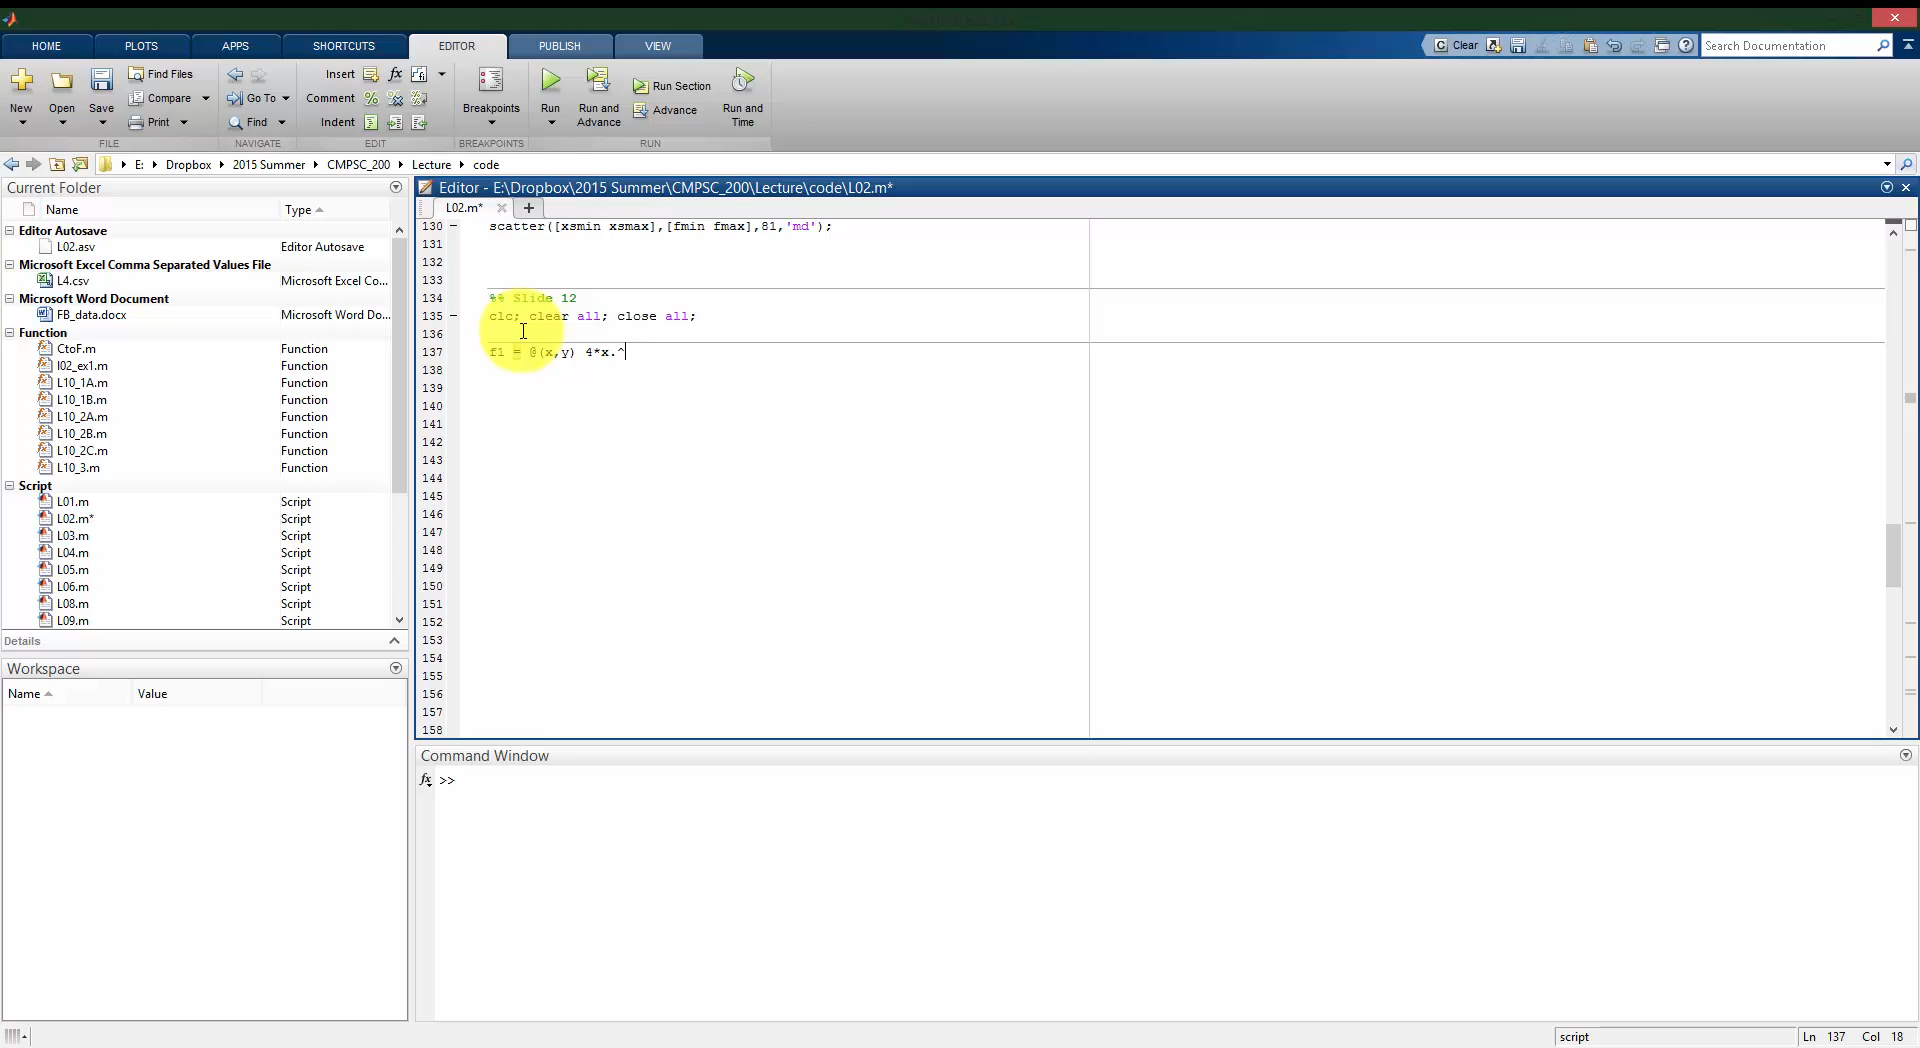 HOME PLOTS APPS SHORTCUTS EDITOR PUBLISH VIEW Clear Search Documentation
New Open Save Find Files Compare Print
Go To Find
Insert fx Comment Indent
Breakpoints Run Run and Advance Run Section Advance Run and Time
FILE NAVIGATE EDIT BREAKPOINTS RUN
E: Dropbox 2015 Summer CMPSC_200 Lecture code
Current Folder
Name Type
Editor Autosave
L02.asv Editor Autosave
Microsoft Excel Comma Separated Values File
L4.csv Microsoft Excel Co...
Microsoft Word Document
FB_data.docx Microsoft Word Do...
Function
CtoF.m Function
l02_ex1.m Function
L10_1A.m Function
L10_1B.m Function
L10_2A.m Function
L10_2B.m Function
L10_2C.m Function
L10_3.m Function
Script
L01.m Script
L02.m* Script
L03.m Script
L04.m Script
L05.m Script
L06.m Script
L08.m Script
L09.m Script
Details
Workspace
Name Value
Editor - E:\Dropbox\2015 Summer\CMPSC_200\Lecture\code\L02.m*
L02.m*
130 scatter([xsmin xsmax],[fmin fmax],81,'md');
131
132
133
134 %% Slide 12
135 clc; clear all; close all;
136
137 f1 = @(x,y) 4*x.^
138
139
140
141
142
143
144
145
146
147
148
149
150
151
152
153
154
155
156
157
158
Command Window
fx >>
script Ln 137 Col 18